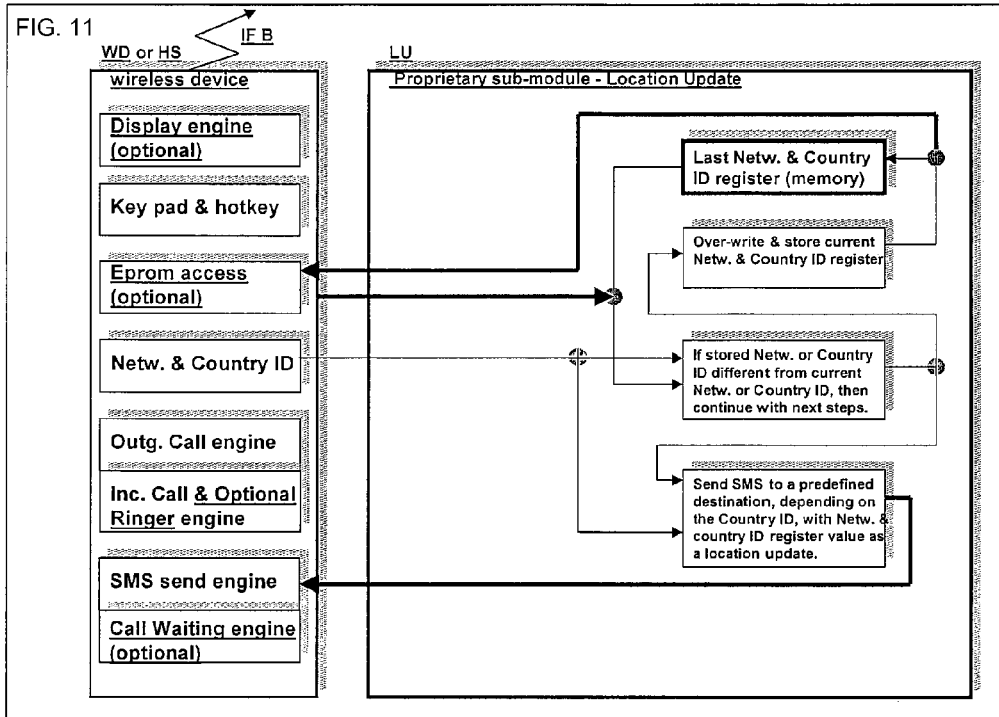 FIG. 11
IF B
WD or HS
wireless device
Display engine
(optional)
Key pad & hotkey
Eprom access
(optional)
Netw. & Country ID
Outg. Call engine
Inc. Call & Optional
Ringer engine
SMS send engine
Call Waiting engine
(optional)
LU
Proprietary sub-module - Location Update
Last Netw. & Country
ID register (memory)
Over-write & store current
Netw. & Country ID register
If stored Netw. or Country
ID different from current
Netw. or Country ID, then
continue with next steps.
Send SMS to a predefined
destination, depending on
the Country ID, with Netw. &
country ID register value as
a location update.